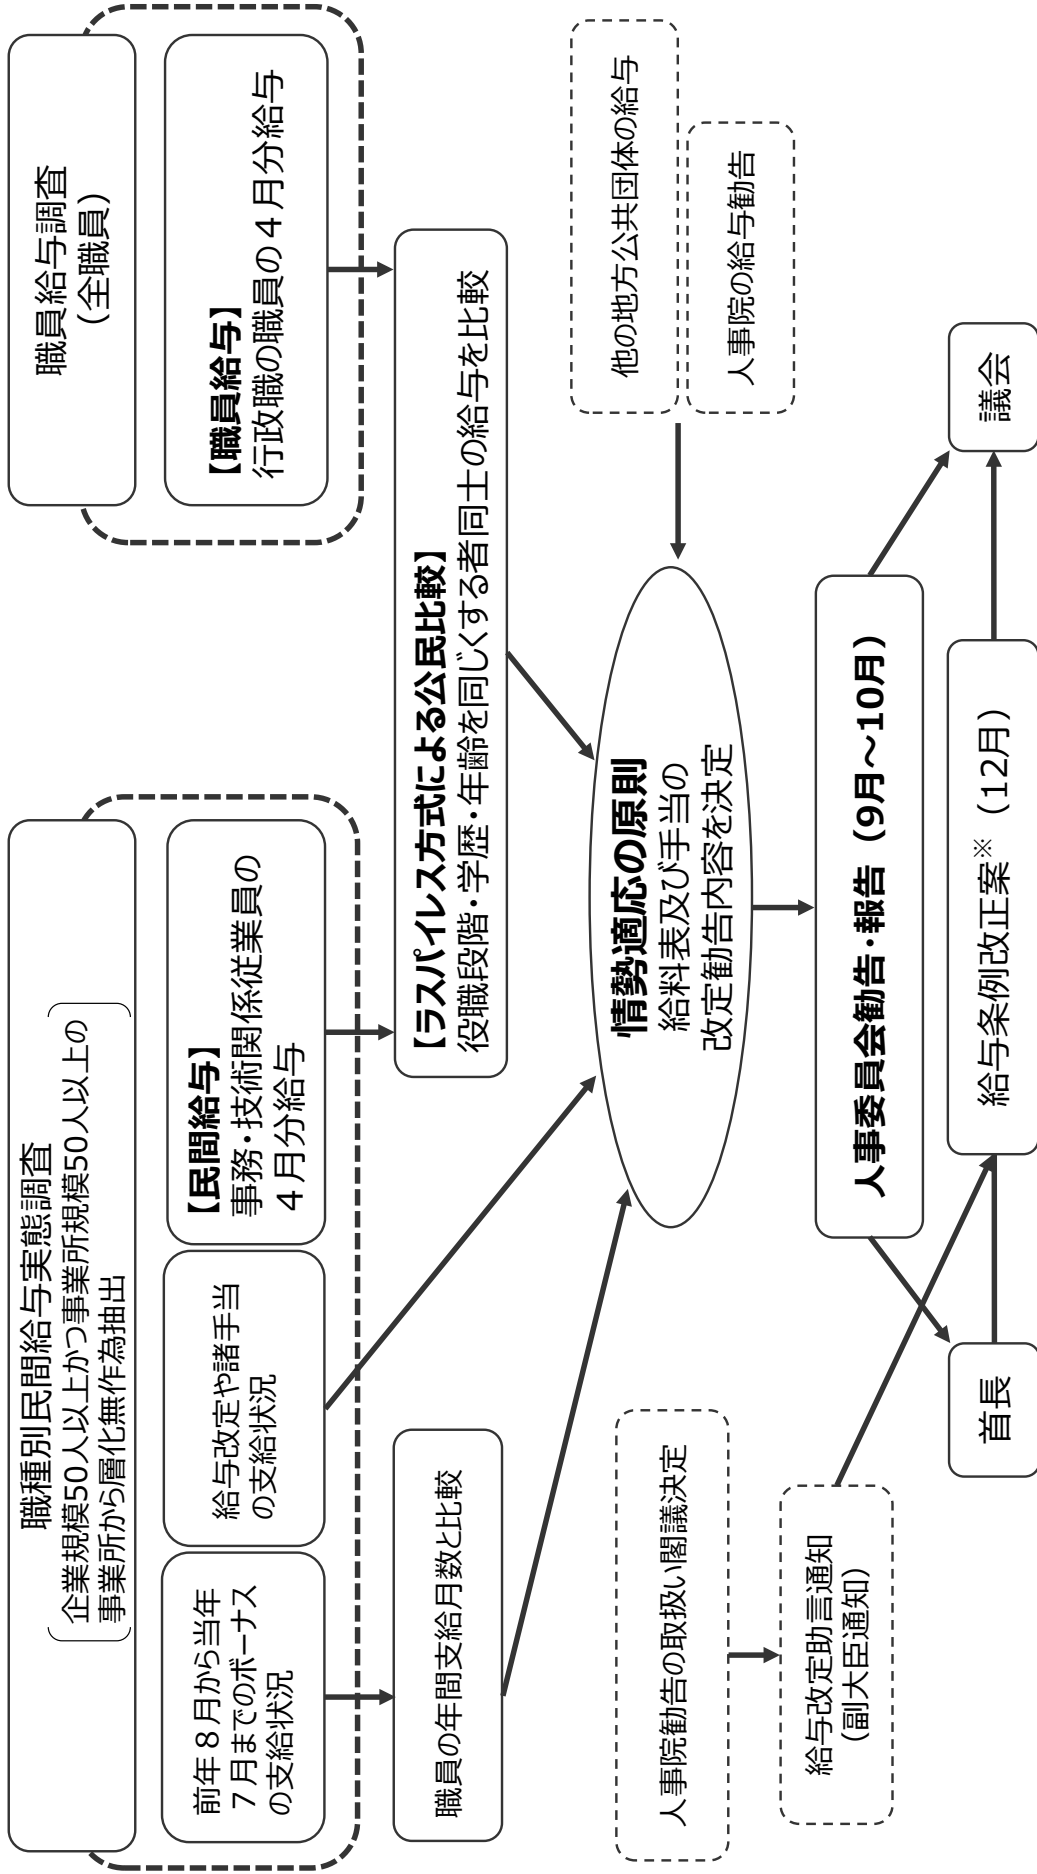 職種別民間給与実態調査
企業規模50人以上かつ事業所規模50人以上の
事業所から層化無作為抽出
職員給与調査
(全職員)
前年８月から当年
７月までのボーナス
の支給状況
給与改定や諸手当
の支給状況
【民間給与】
事務・技術関係従業員の
４月分給与
【職員給与】
行政職の職員の４月分給与
職員の年間支給月数と比較
【ラスパイレス方式による公民比較】
役職段階・学歴・年齢を同じくする者同士の給与を比較
情勢適応の原則
給料表及び手当の
改定勧告内容を決定
他の地方公共団体の給与
人事院の給与勧告
人事院勧告の取扱い閣議決定
給与改定助言通知
(副大臣通知)
人事委員会勧告・報告（9月～10月）
首長
給与条例改正案※（12月）
議会